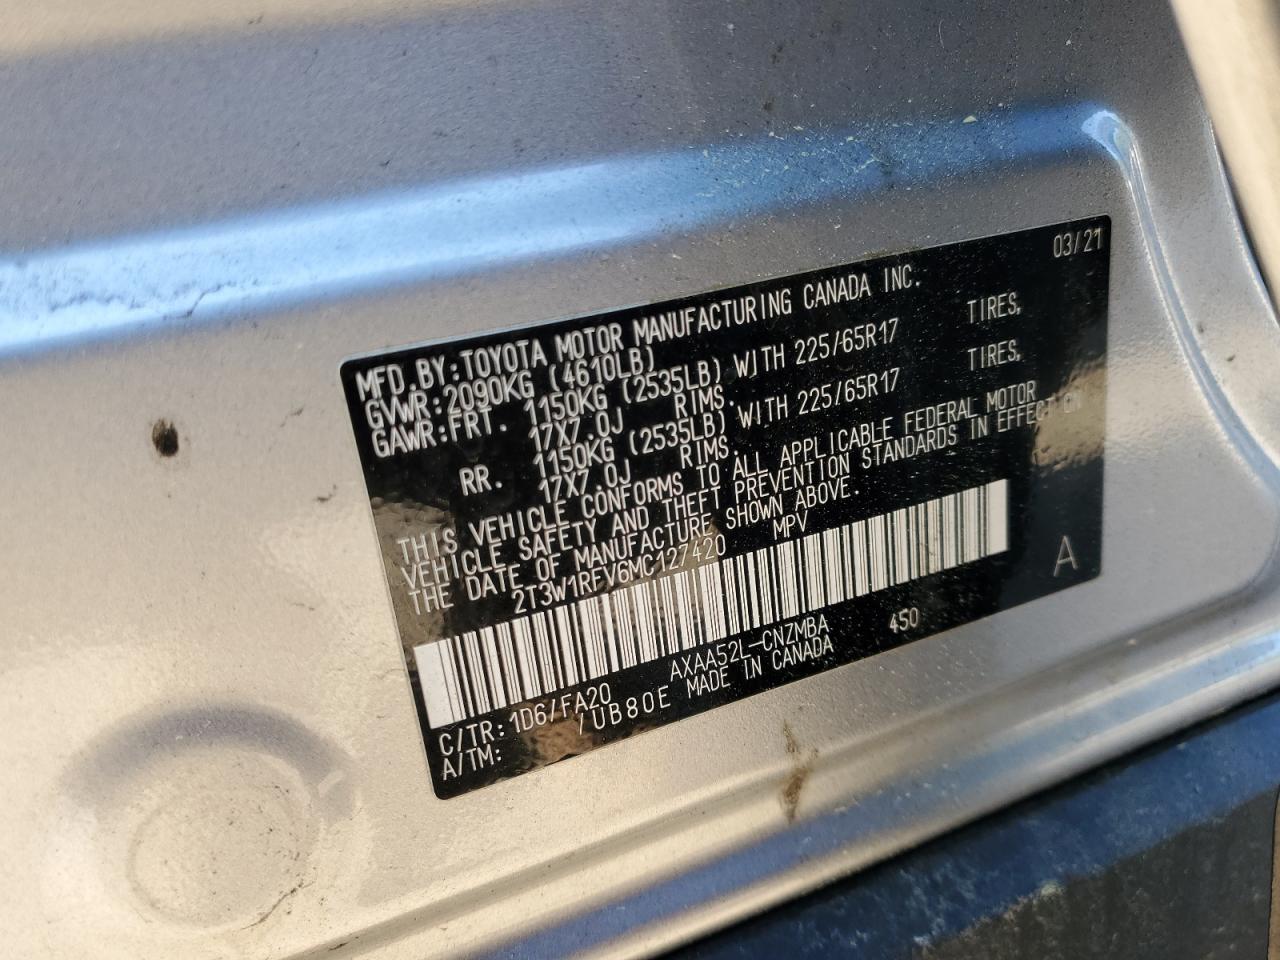 03/21
MFD.BY:TOYOTA MOTOR MANUFACTURING CANADA INC.
GVWR:2090KG (4610LB)
GAWR:FRT. 1150KG (2535LB) WITH 225/65R17 TIRES,
17X7.0J RIMS.
RR. 1150KG (2535LB) WITH 225/65R17 TIRES,
17X7.0J RIMS.
THIS VEHICLE CONFORMS TO ALL APPLICABLE FEDERAL MOTOR
VEHICLE SAFETY AND THEFT PREVENTION STANDARDS IN EFFECT ON
THE DATE OF MANUFACTURE SHOWN ABOVE.
2T3W1RFV6MC127420 MPV
A
C/TR:1D6/FA20 AXAA52L-CNZMBA 450
A/TM: /UB80E MADE IN CANADA